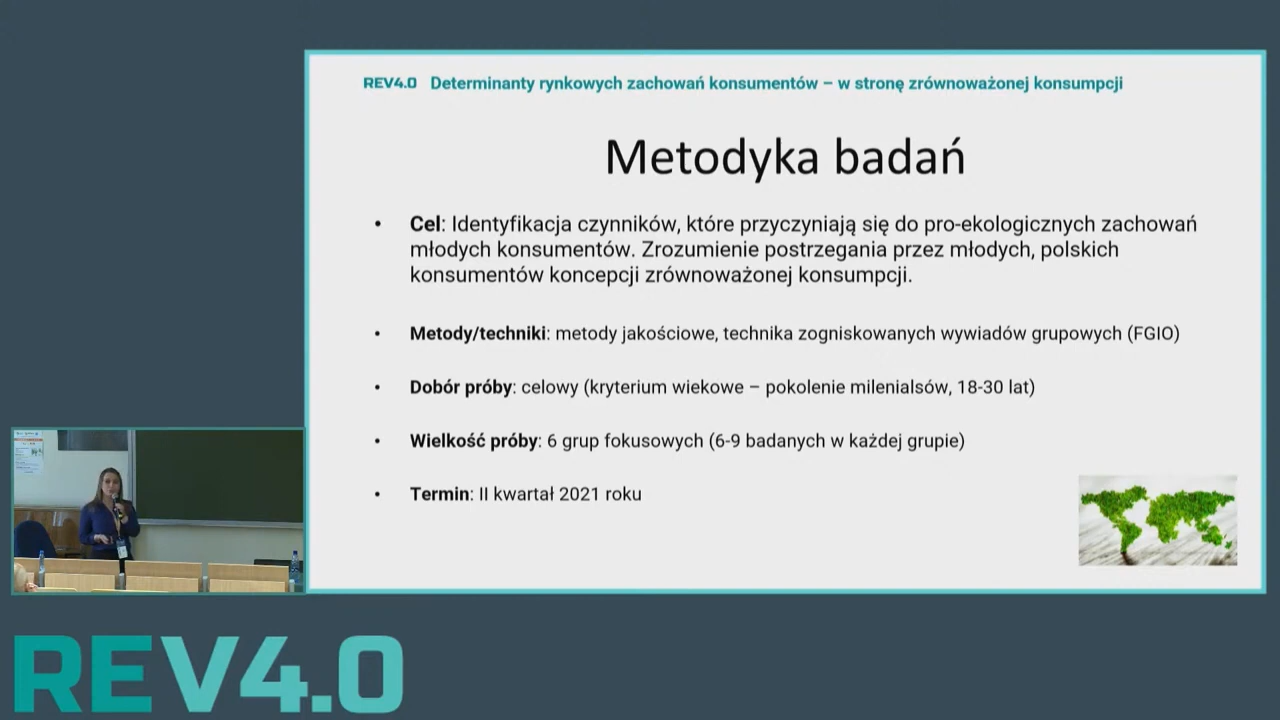 REV4.0 Determinanty rynkowych zachowań konsumentów – w stronę zrównoważonej konsumpcji
Metodyka badań
• Cel: Identyfikacja czynników, które przyczyniają się do pro-ekologicznych zachowań
młodych konsumentów. Zrozumienie postrzegania przez młodych, polskich
konsumentów koncepcji zrównoważonej konsumpcji.
• Metody/techniki: metody jakościowe, technika zogniskowanych wywiadów grupowych (FGIO)
• Dobór próby: celowy (kryterium wiekowe – pokolenie milenialsów, 18-30 lat)
• Wielkość próby: 6 grup fokusowych (6-9 badanych w każdej grupie)
• Termin: II kwartał 2021 roku
REV4.0